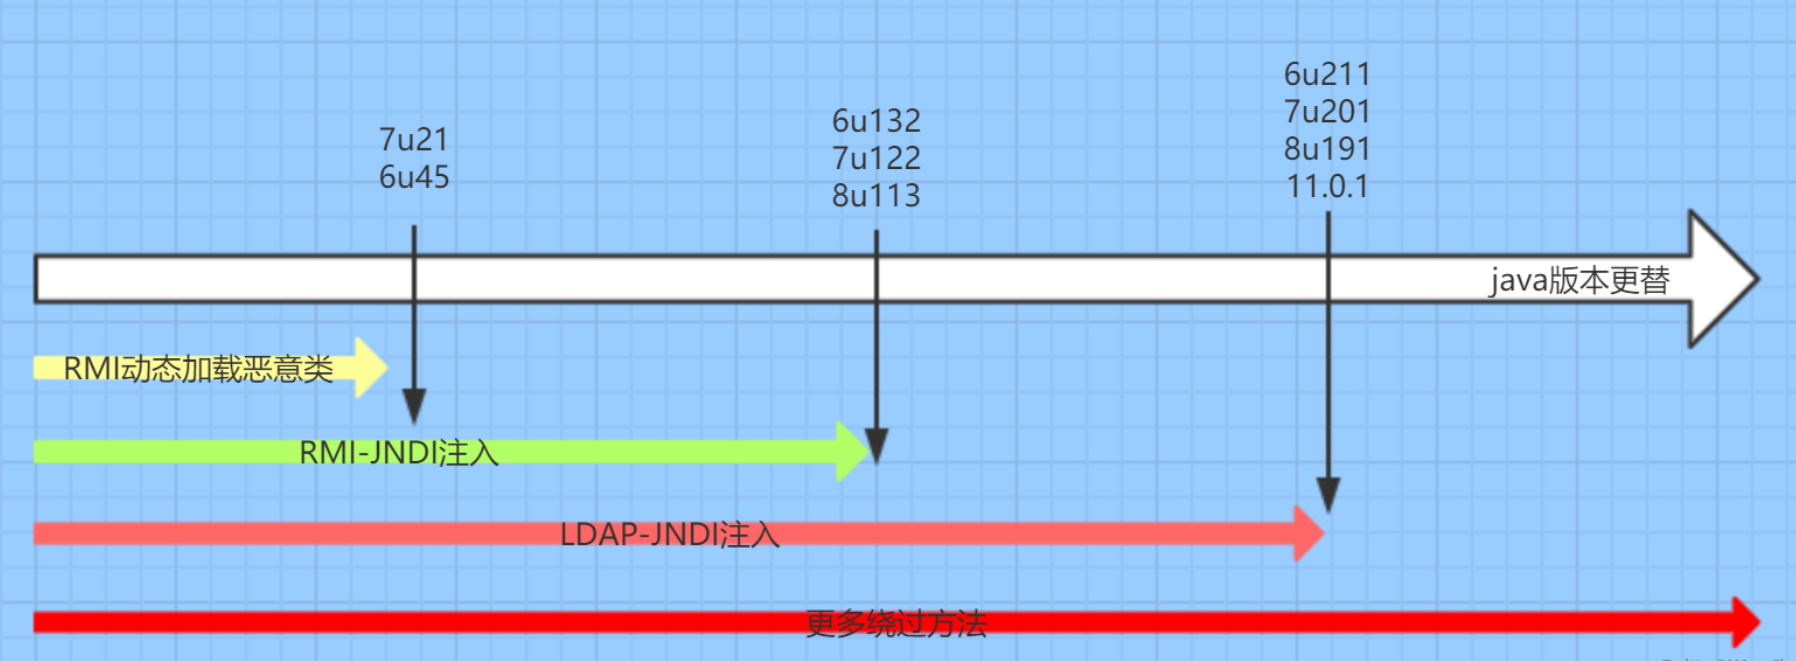 7u21
6u45
6u132
7u122
8u113
6u211
7u201
8u191
11.0.1
java版本更替
RMI动态加载恶意类
RMI-JNDI注入
LDAP-JNDI注入
更多绕过方法